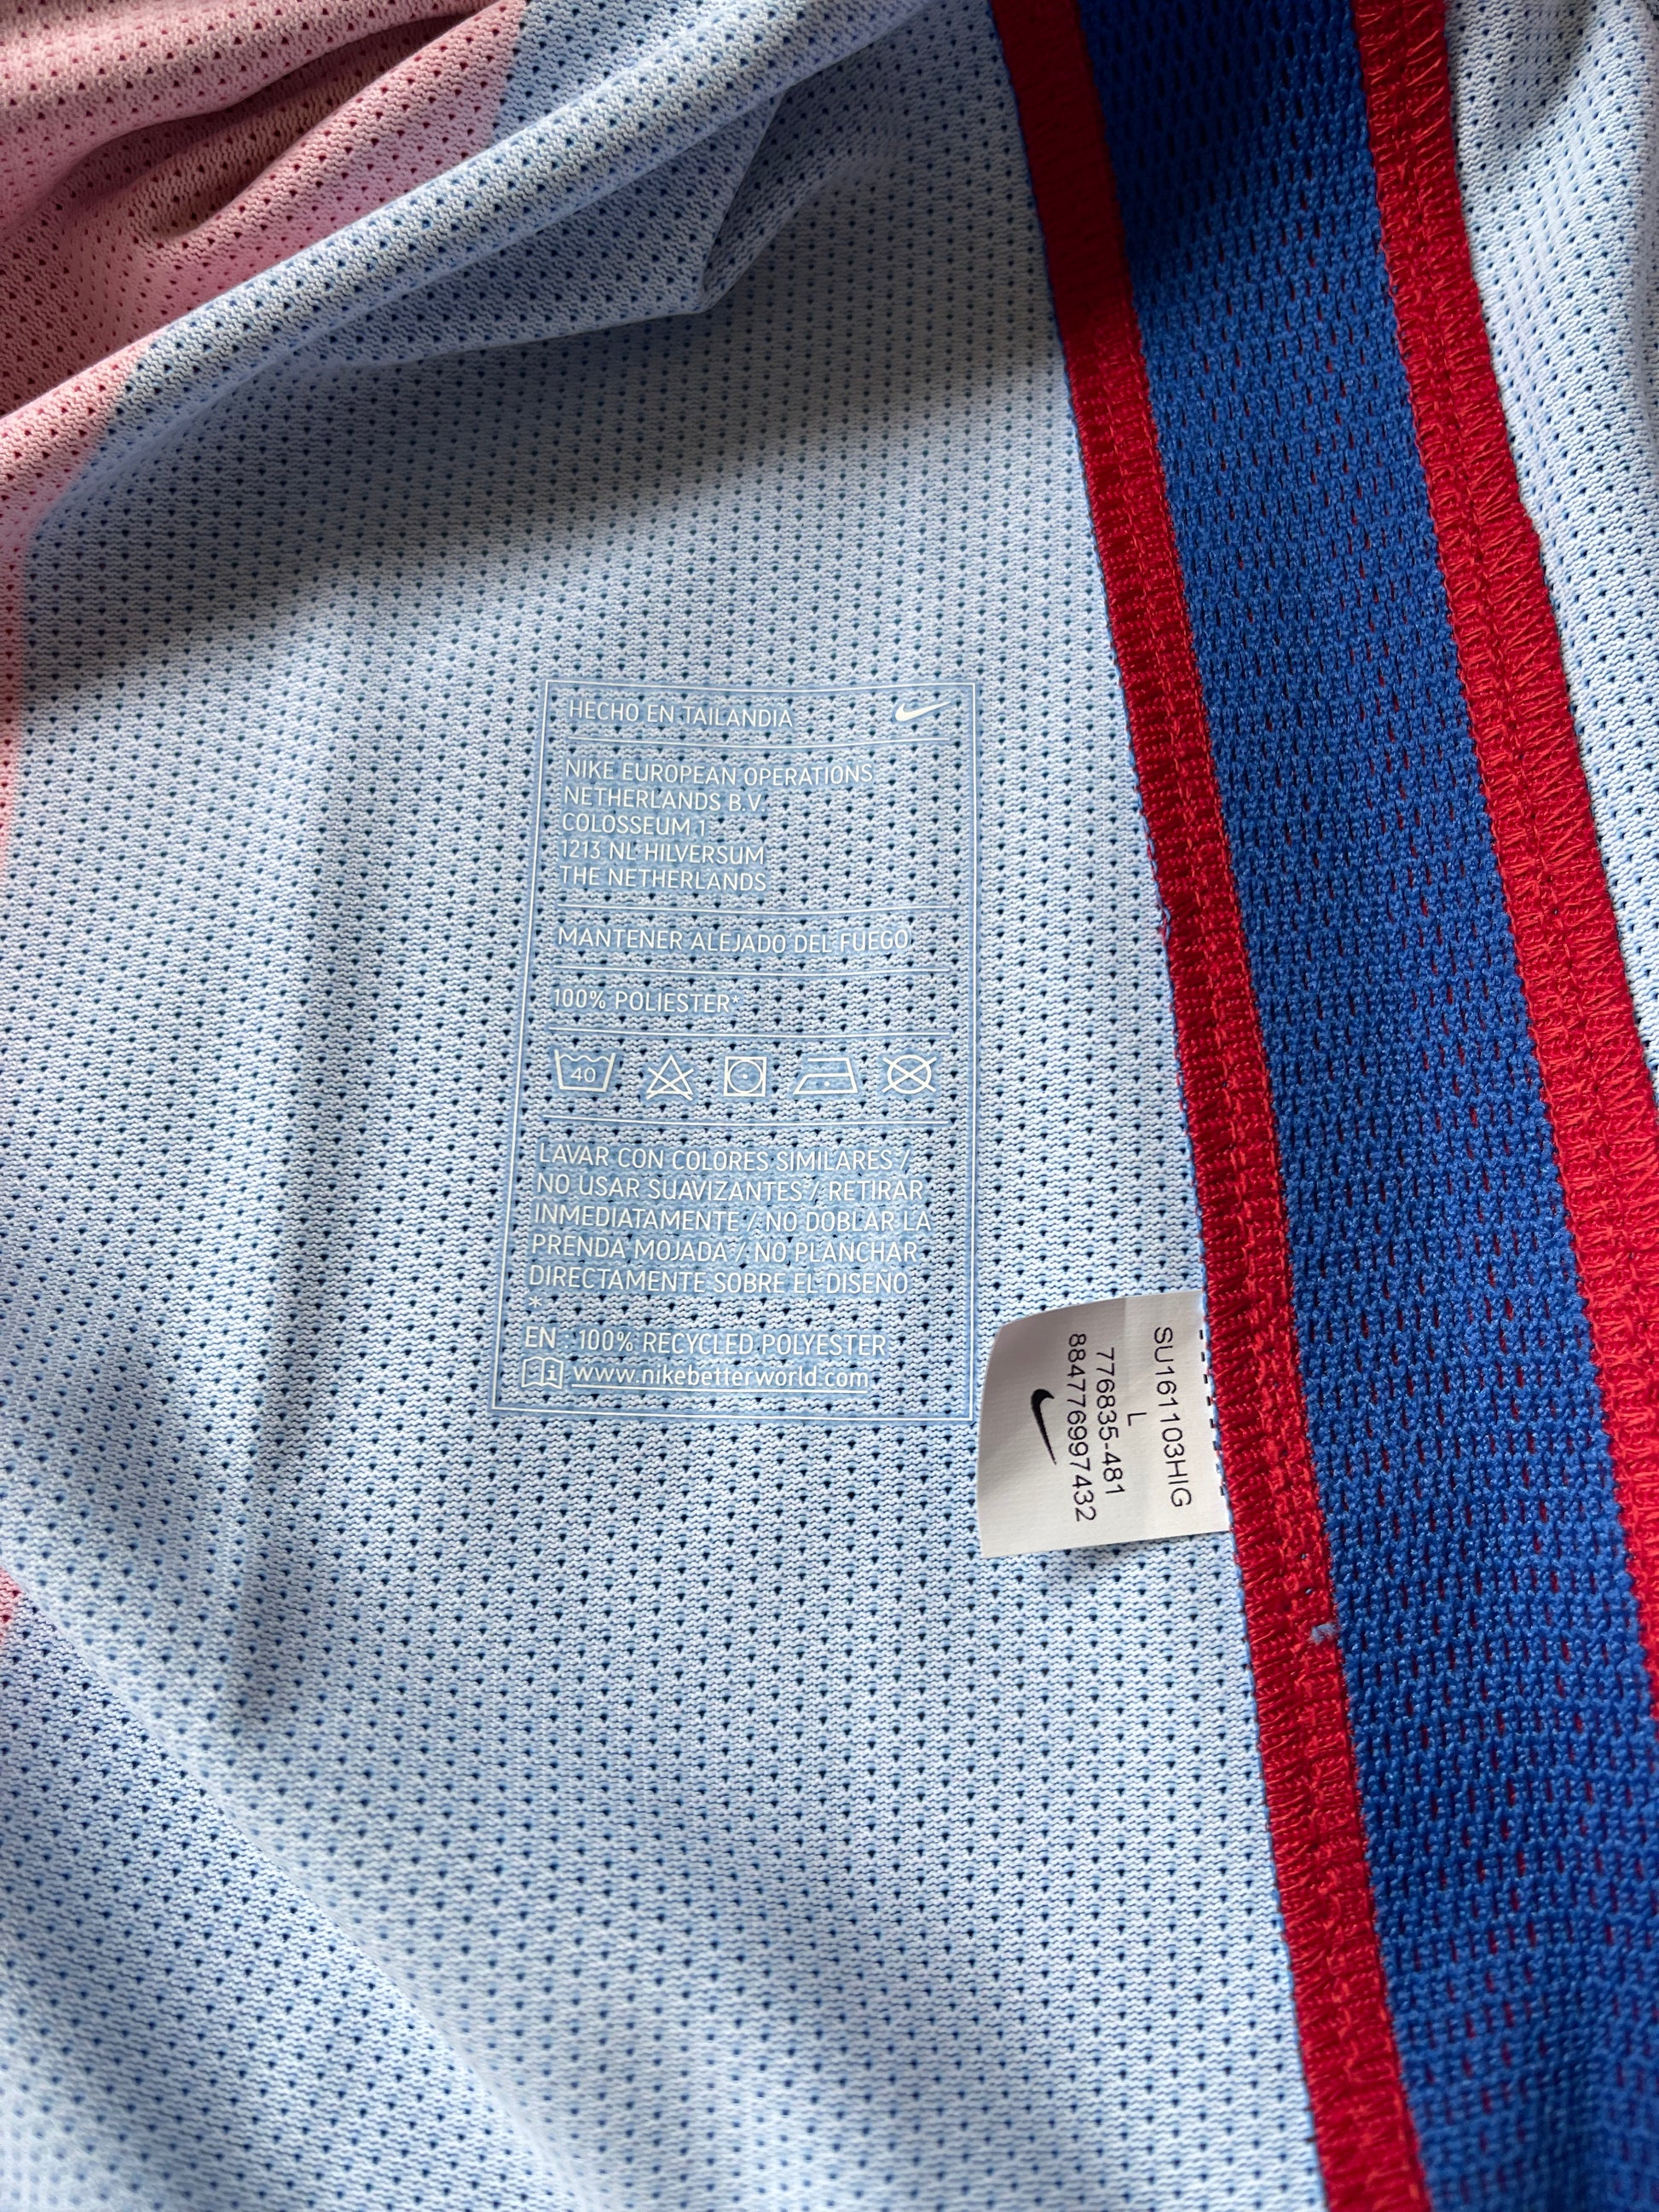 HECHO EN TAILANDIA
NIKE EUROPEAN OPERATIONS
NETHERLANDS B.V.
COLOSSEUM 1
1213 NL HILVERSUM
THE NETHERLANDS
MANTENER ALEJADO DEL FUEGO
100% POLIESTER*
40
LAVAR CON COLORES SIMILARES /
NO USAR SUAVIZANTES / RETIRAR
INMEDIATAMENTE / NO DOBLAR LA
PRENDA MOJADA / NO PLANCHAR
DIRECTAMENTE SOBRE EL DISENO
*
EN : 100% RECYCLED POLYESTER
www.nikebetterworld.com
SU161103HIG
L
776835-481
884776997432